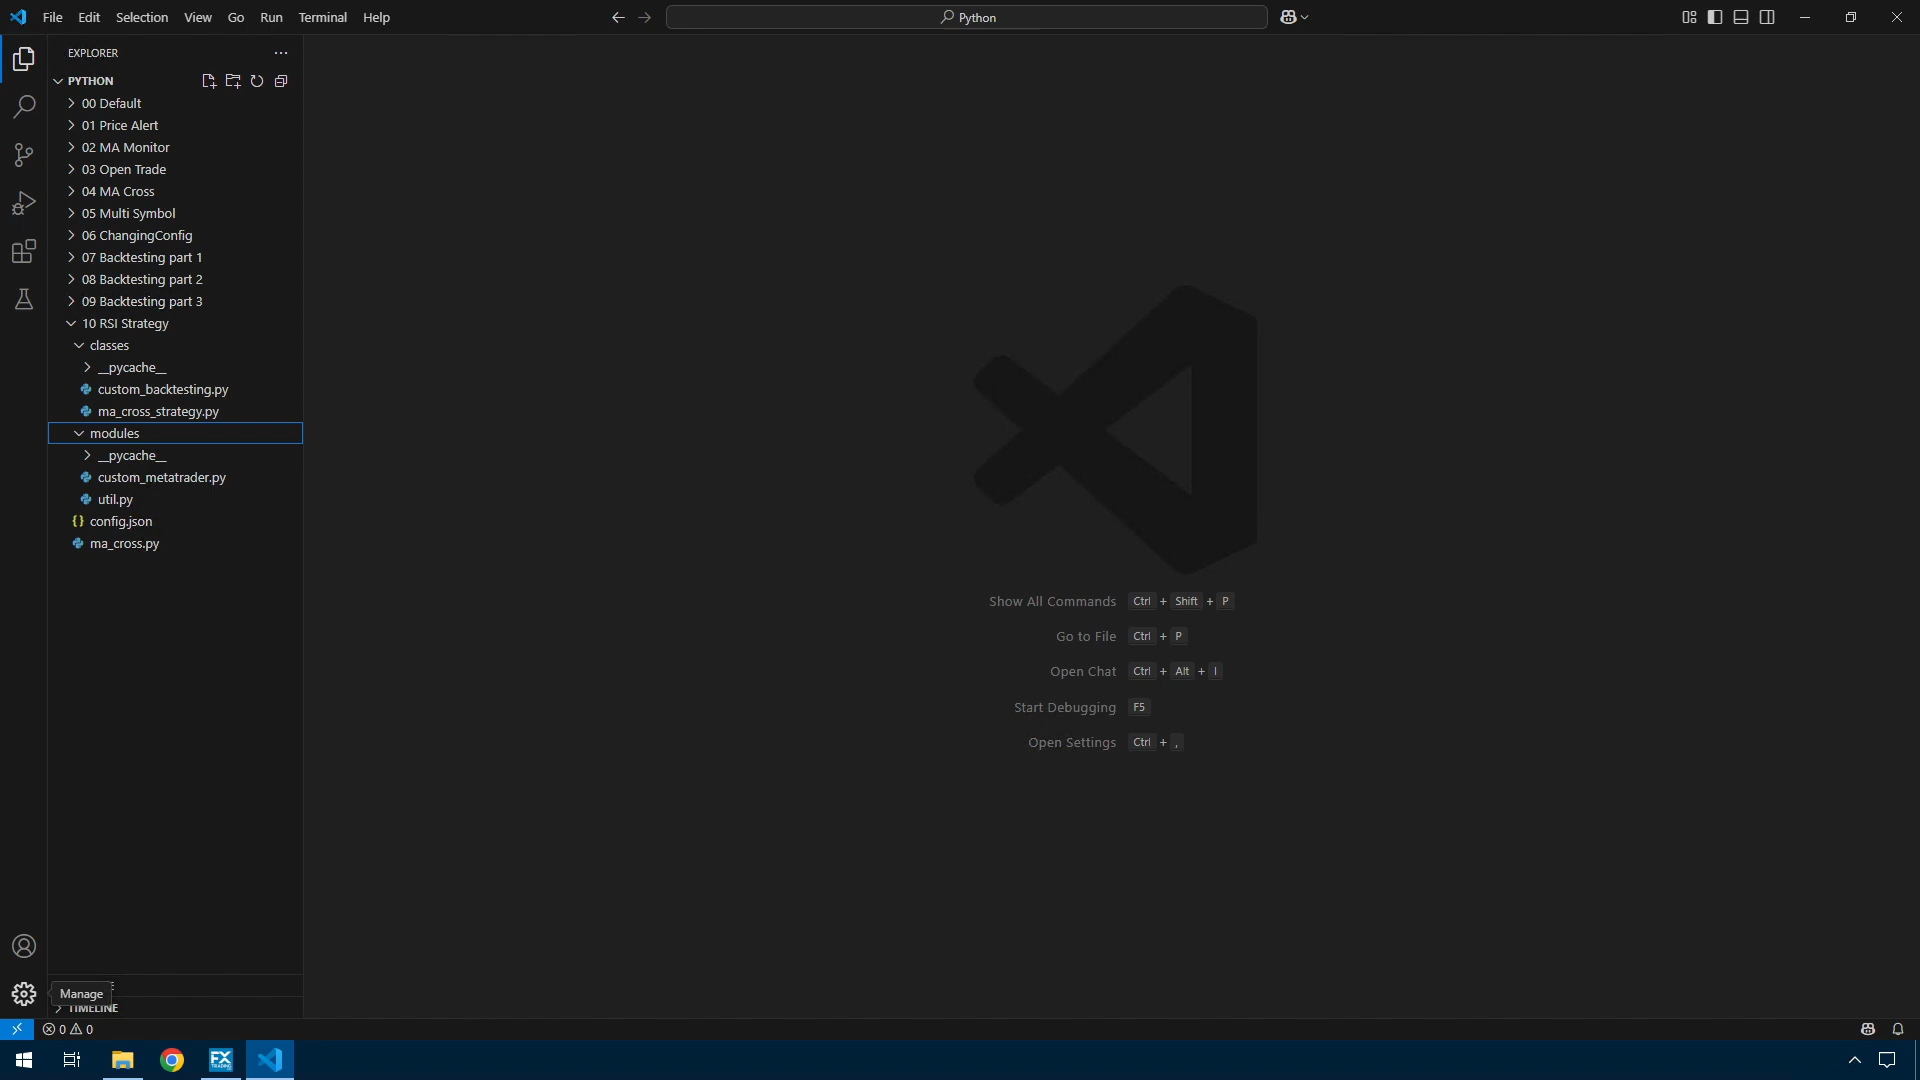 File Edit Selection View Go Run Terminal Help
Python
EXPLORER
PYTHON
00 Default
01 Price Alert
02 MA Monitor
03 Open Trade
04 MA Cross
05 Multi Symbol
06 ChangingConfig
07 Backtesting part 1
08 Backtesting part 2
09 Backtesting part 3
10 RSI Strategy
classes
__pycache__
custom_backtesting.py
ma_cross_strategy.py
modules
__pycache__
custom_metatrader.py
util.py
{} config.json
ma_cross.py
Show All Commands Ctrl + Shift + P
Go to File Ctrl + P
Open Chat Ctrl + Alt + I
Start Debugging F5
Open Settings Ctrl + ,
Manage
TIMELINE
0 0
FX
TRADING